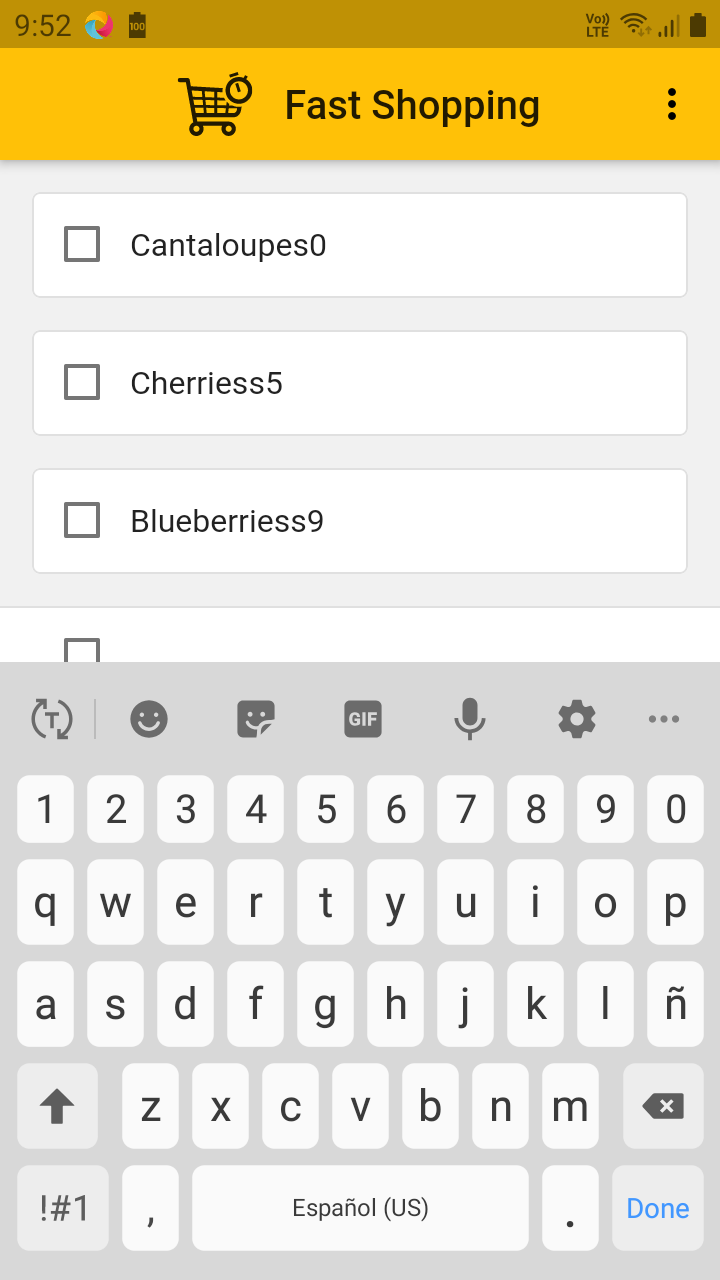 9:52
100
Vo))
LTE
Fast Shopping
Cantaloupes0
Cherriess5
Blueberriess9
T
GIF
1 2 3 4 5 6 7 8 9 0
q w e r t y u i o p
a s d f g h j k l ñ
z x c v b n m
!#1 , Español (US) . Done